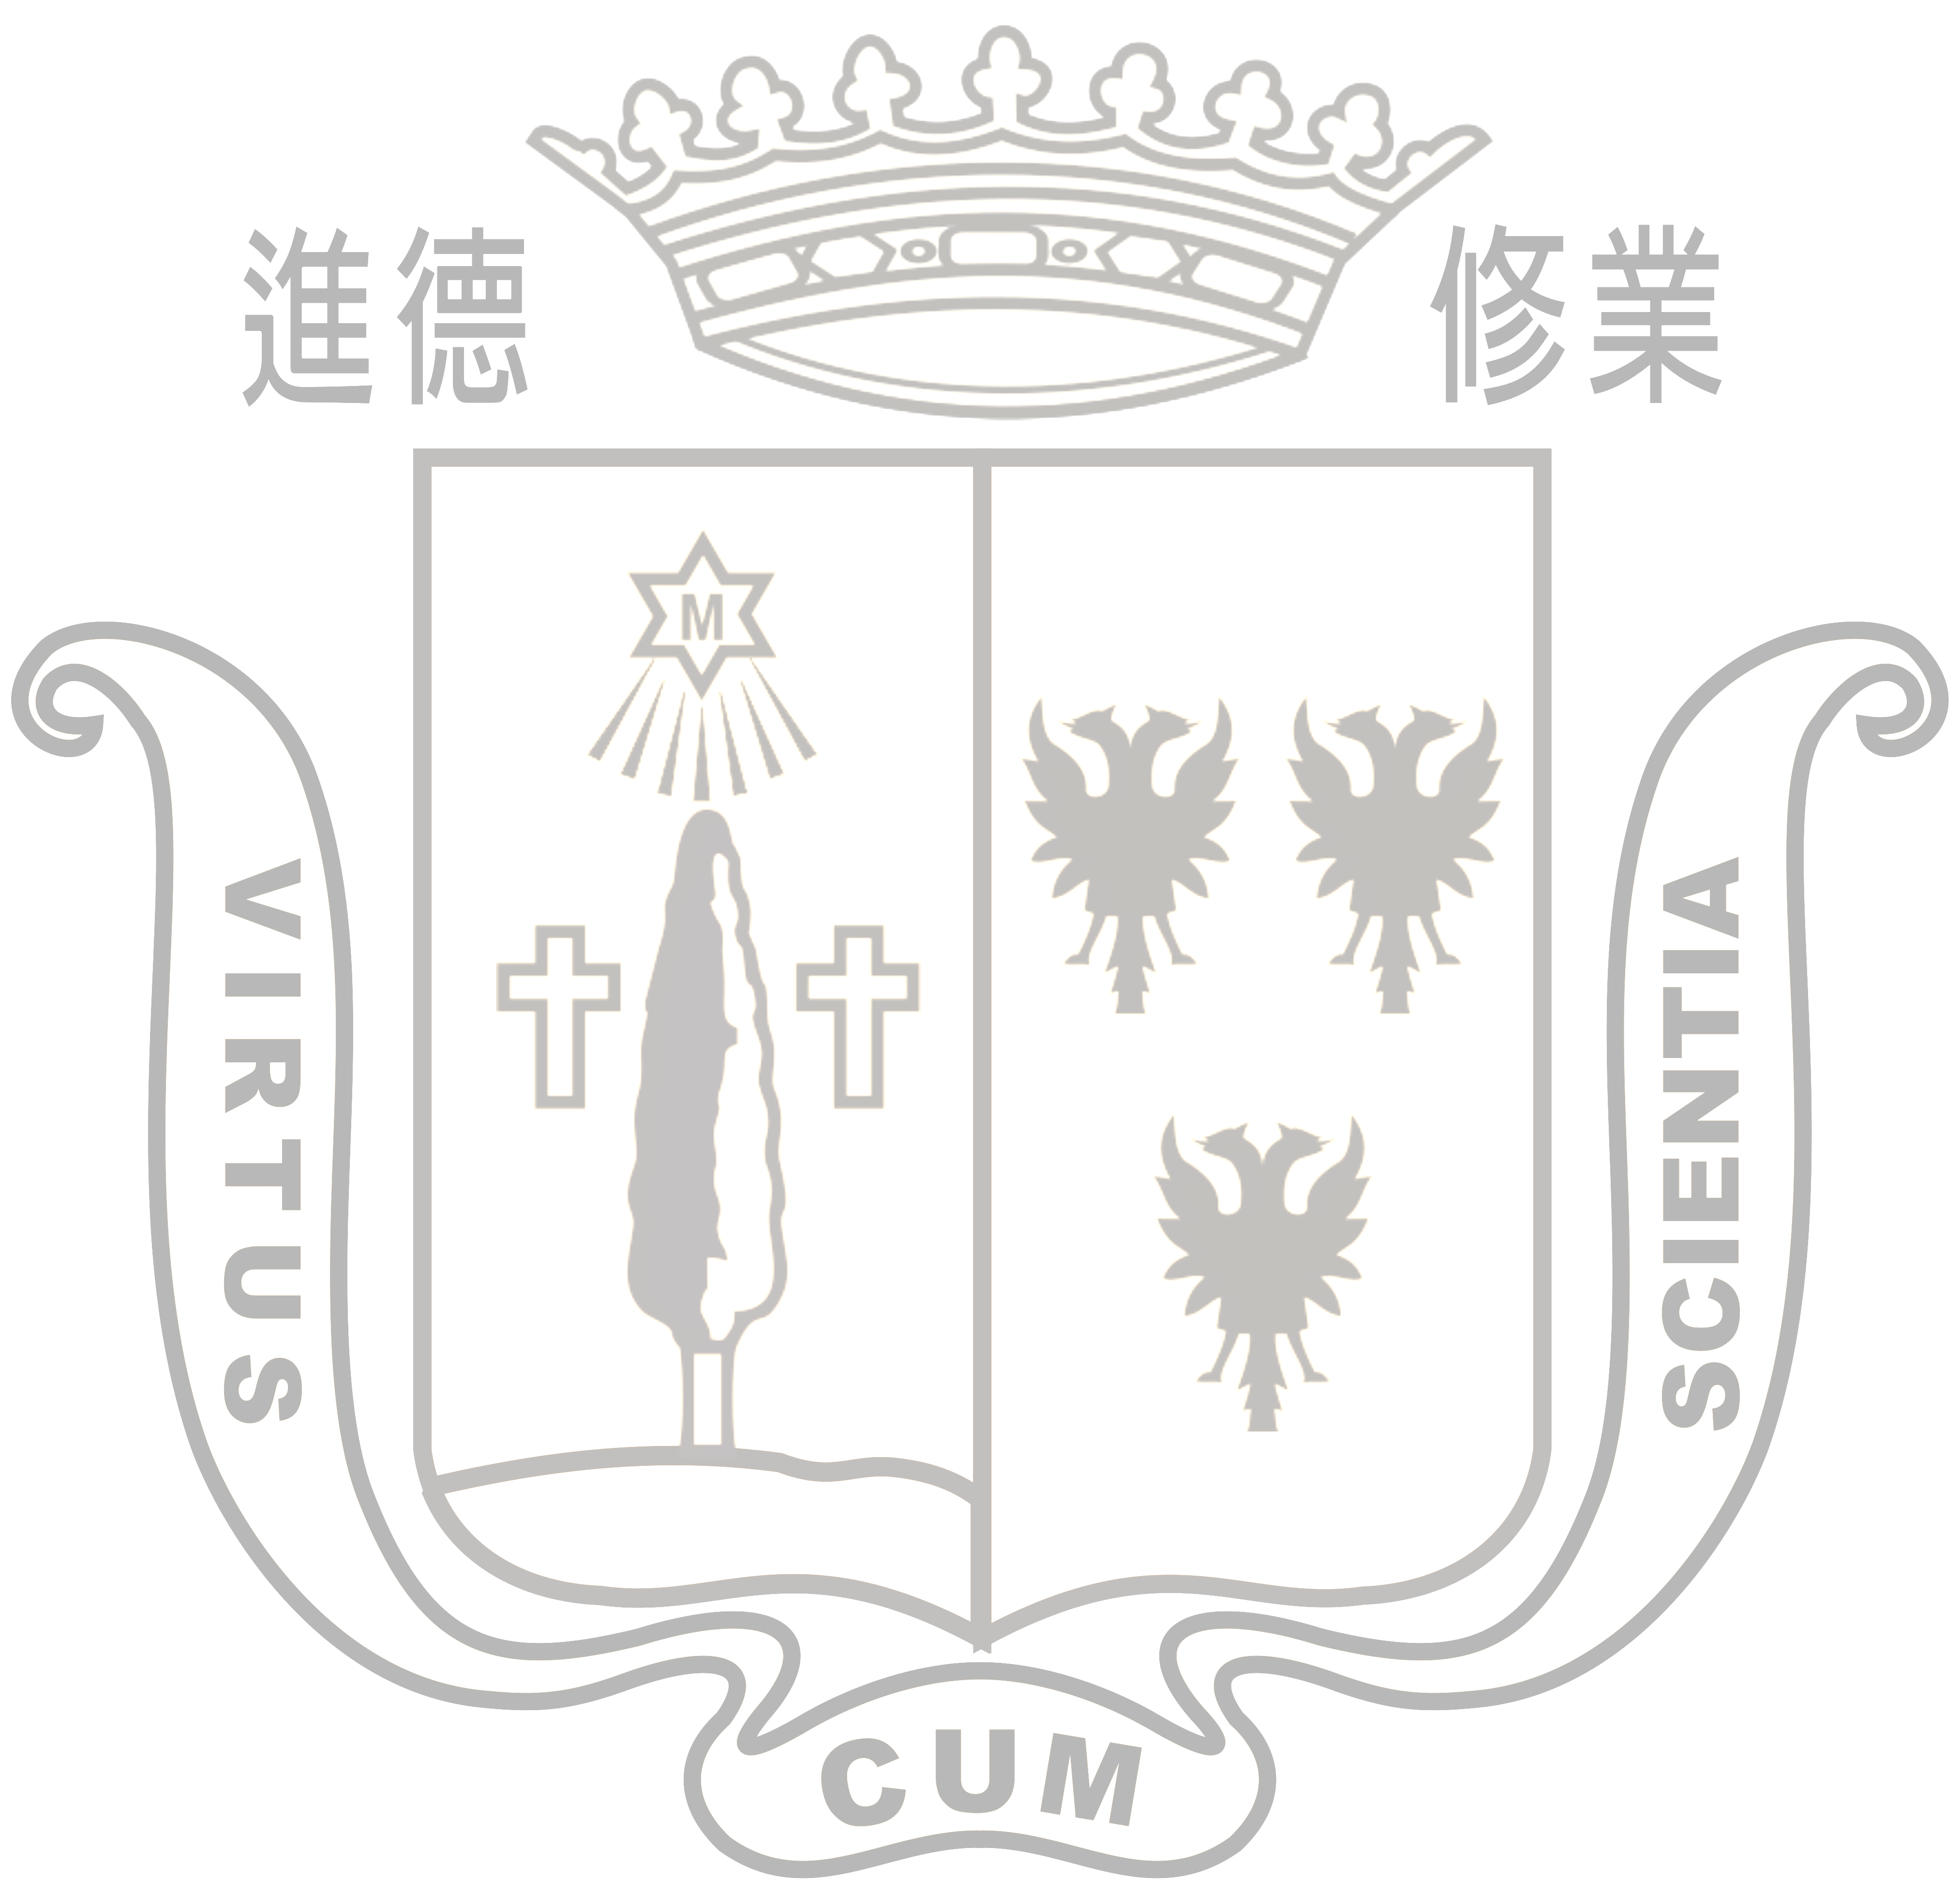 進德
修業
M
VIRTUS
CUM
SCIENTIA